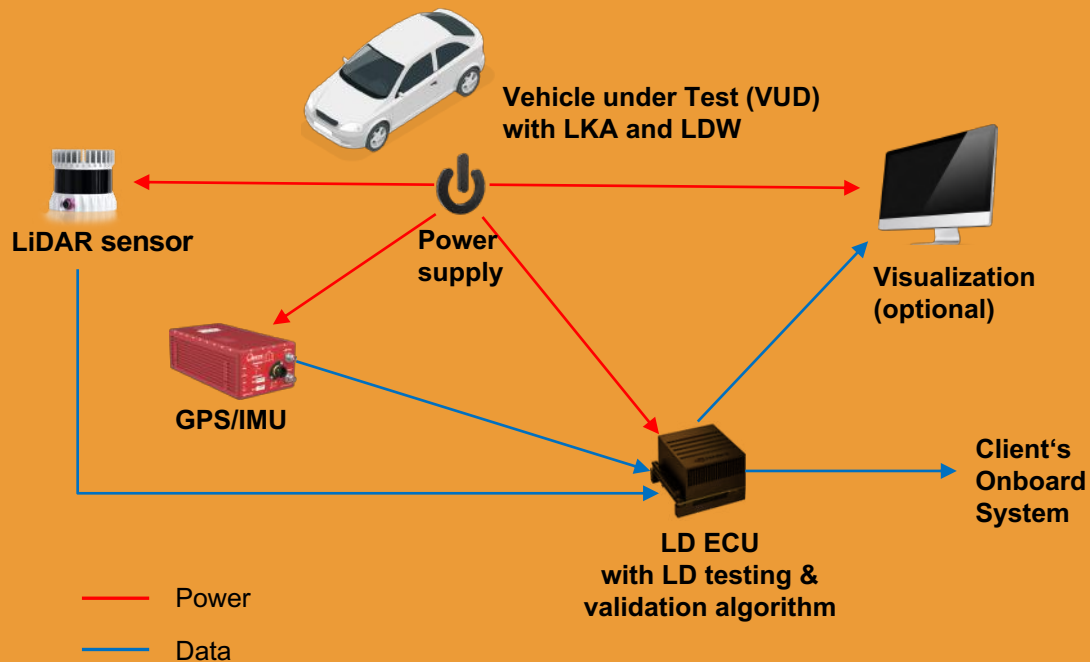 Vehicle under Test (VUD)
with LKA and LDW
LiDAR sensor
Power
supply
Visualization
(optional)
GPS/IMU
Client‘s
Onboard
System
LD ECU
with LD testing &
validation algorithm
Power
Data